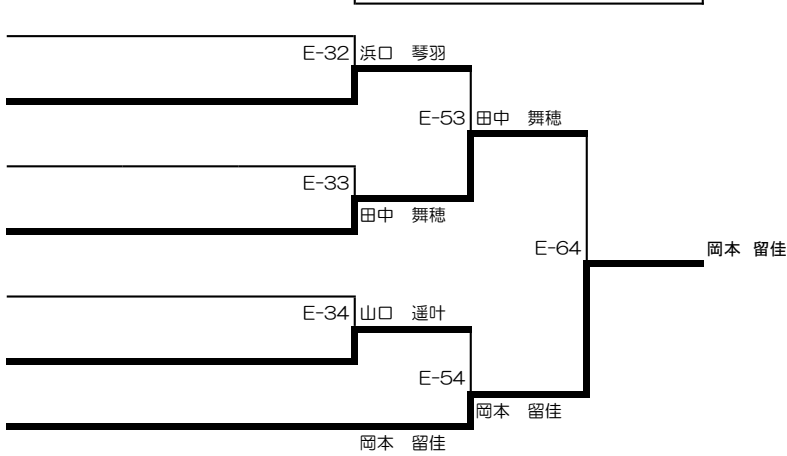 E-32 浜口　琴羽
E-53 田中　舞穂
E-33
田中　舞穂
E-64 岡本 留佳
E-34 山口　遥叶
E-54
岡本　留佳
岡本　留佳